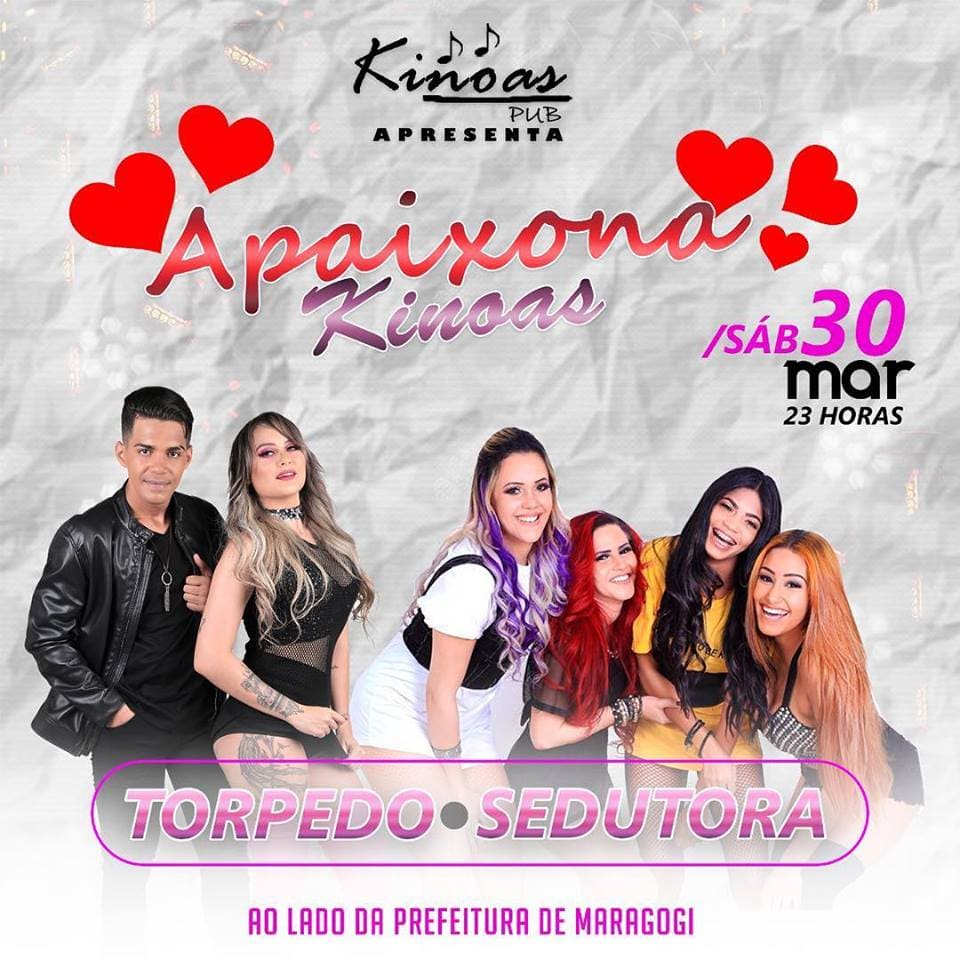 Kinoas
PUB
APRESENTA
Apaixona
Kinoas
/SÁB 30
mar
23 HORAS
TORPEDO • SEDUTORA
AO LADO DA PREFEITURA DE MARAGOGI